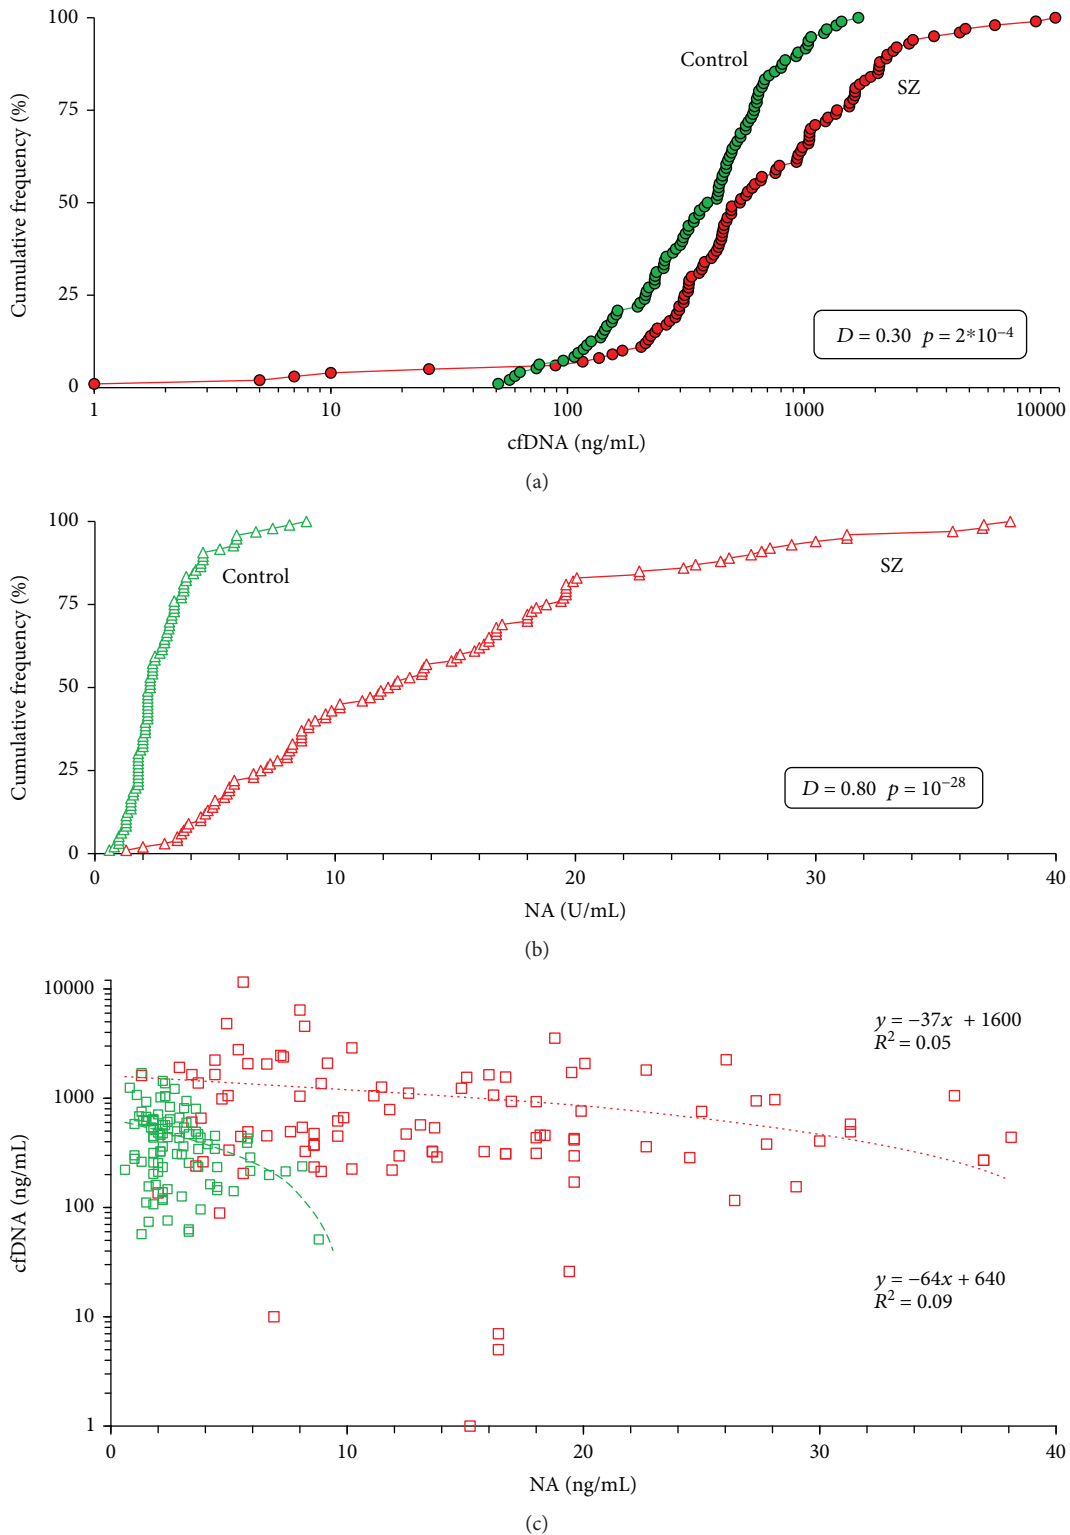 100
75
50
25
0
Cumulative frequency (%)
Control
SZ
D = 0.30 p = 2*10⁻⁴
1 10 100 1000 10000
cfDNA (ng/mL)
(a)
100
75
50
25
0
Cumulative frequency (%)
Control
SZ
D = 0.80 p = 10⁻²⁸
0 10 20 30 40
NA (U/mL)
(b)
10000
1000
100
10
1
cfDNA (ng/mL)
y = −37x + 1600
R² = 0.05
y = −64x + 640
R² = 0.09
0 10 20 30 40
NA (ng/mL)
(c)